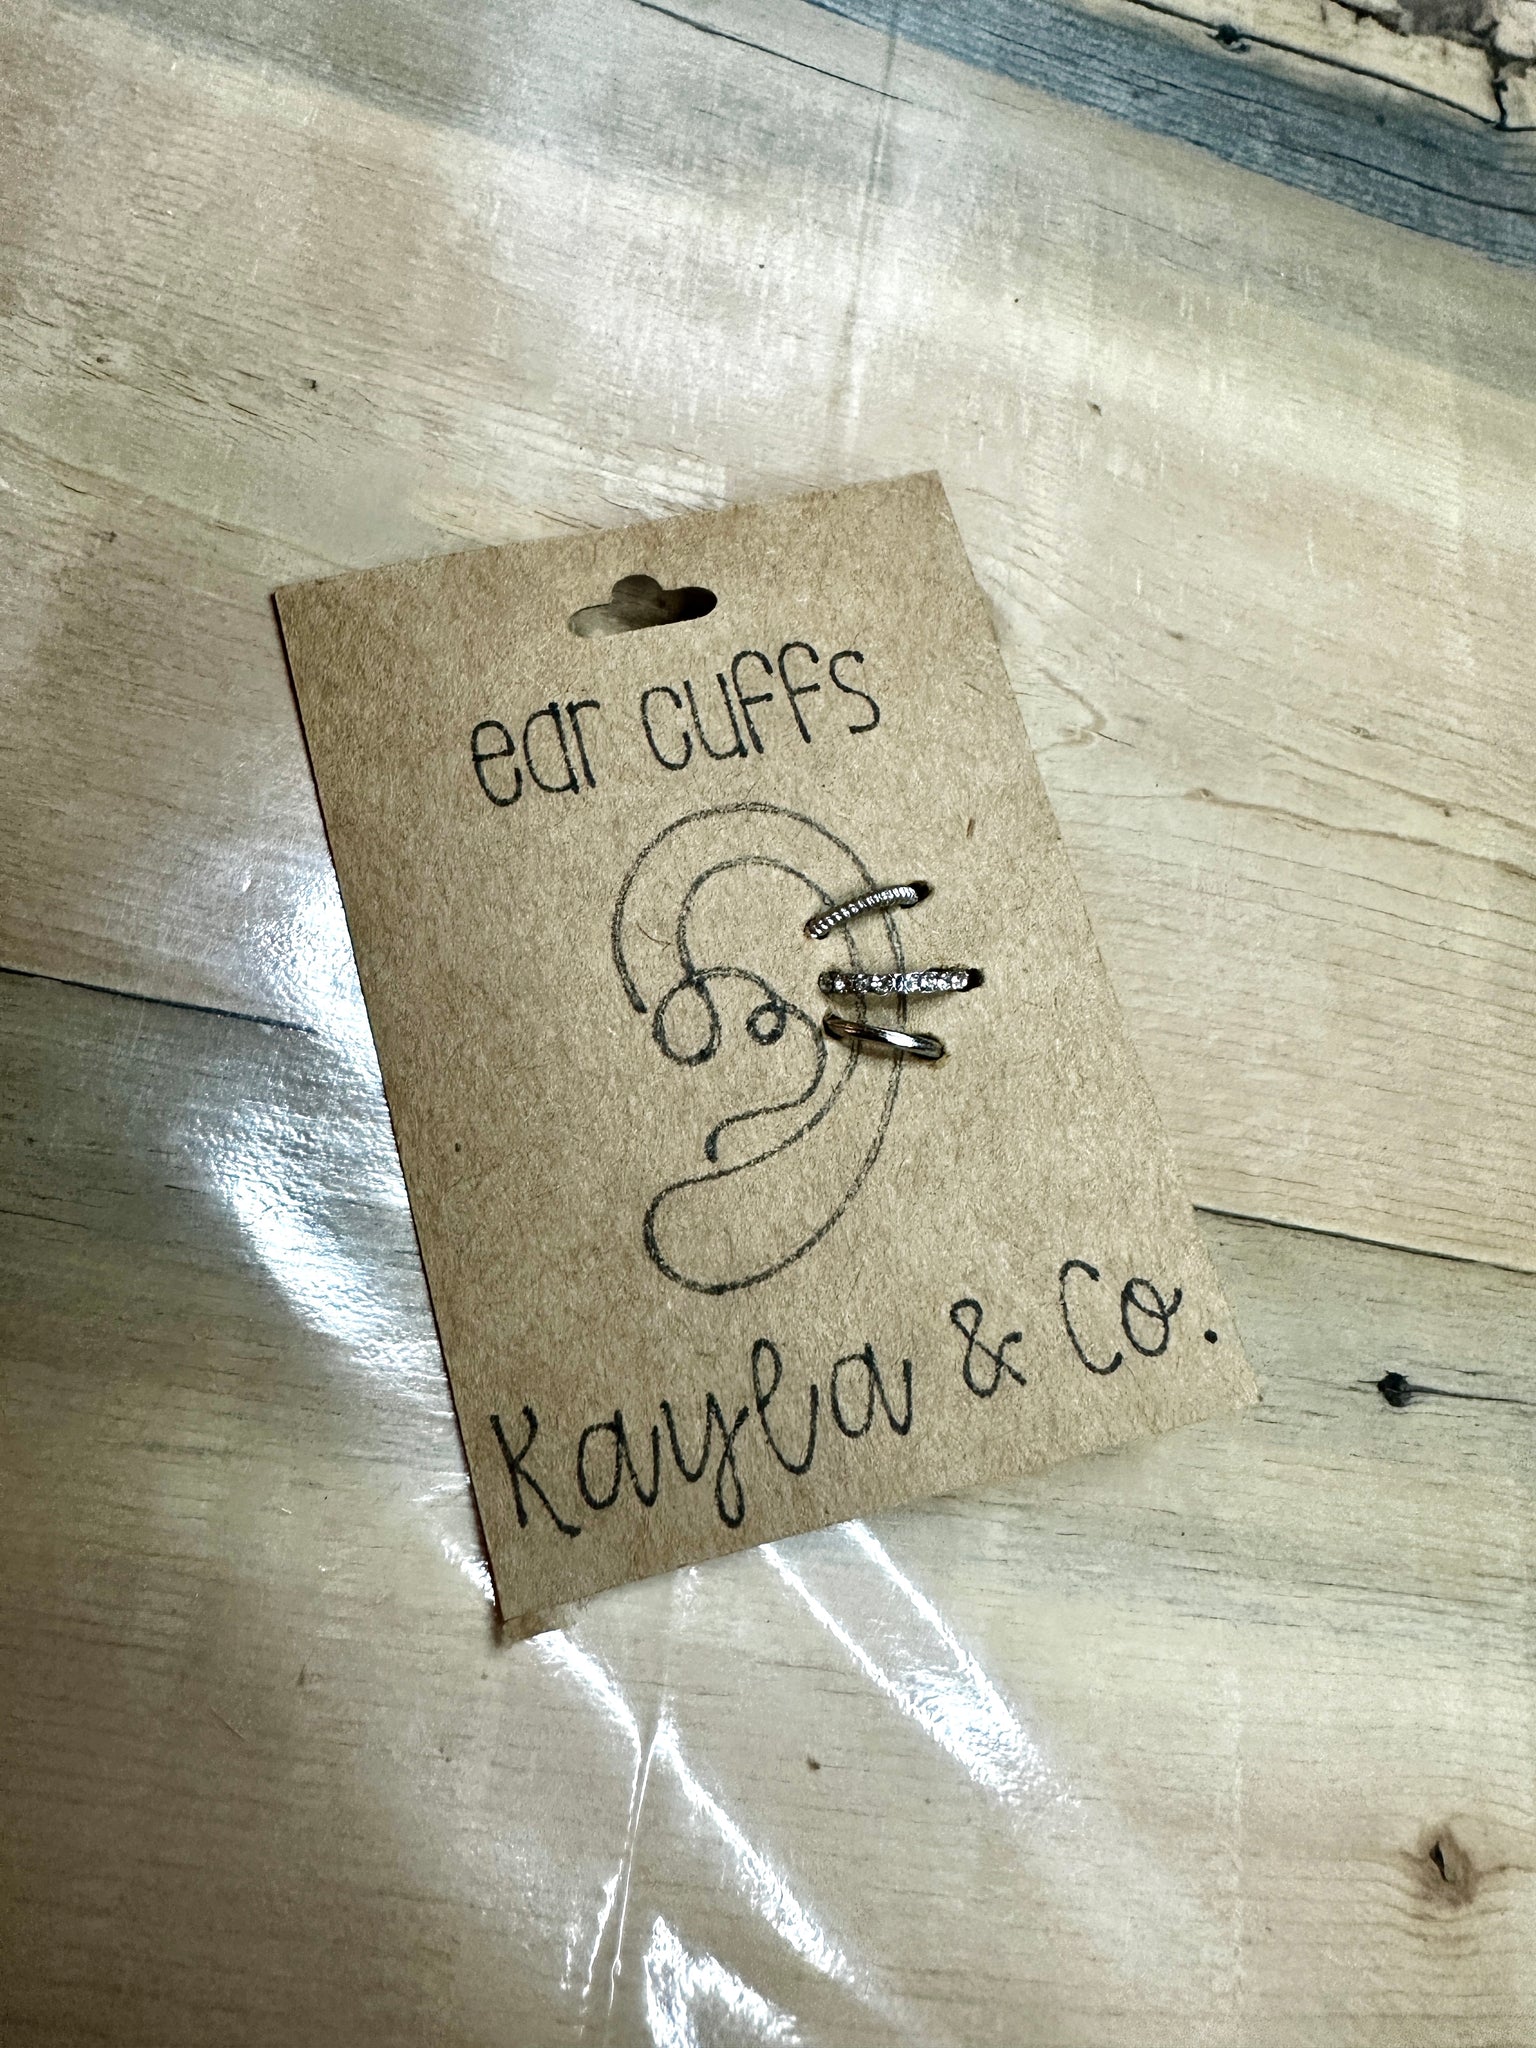 ear cuffs
Kayla & Co.